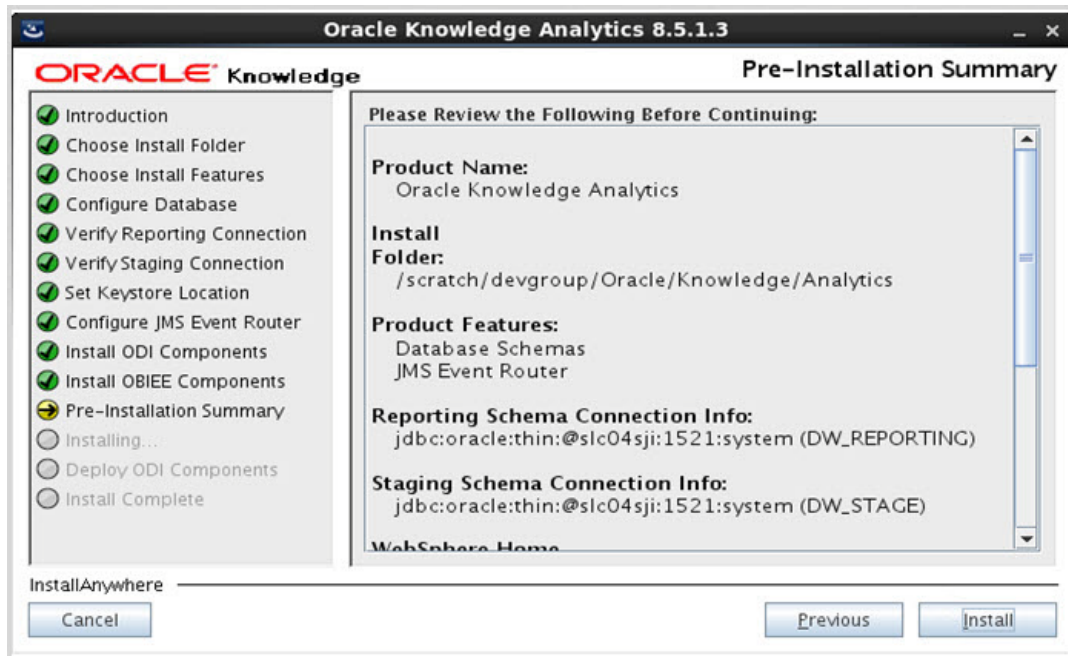 Oracle Knowledge Analytics 8.5.1.3
ORACLE Knowledge
Pre-Installation Summary
Introduction
Choose Install Folder
Choose Install Features
Configure Database
Verify Reporting Connection
Verify Staging Connection
Set Keystore Location
Configure JMS Event Router
Install ODI Components
Install OBIEE Components
Pre-Installation Summary
Installing...
Deploy ODI Components
Install Complete
Please Review the Following Before Continuing:
Product Name:
Oracle Knowledge Analytics
Install
Folder:
/scratch/devgroup/Oracle/Knowledge/Analytics
Product Features:
Database Schemas
JMS Event Router
Reporting Schema Connection Info:
jdbc:oracle:thin:@slc04sji:1521:system (DW_REPORTING)
Staging Schema Connection Info:
jdbc:oracle:thin:@slc04sji:1521:system (DW_STAGE)
WebSphere Home
InstallAnywhere
Cancel
Previous
Install